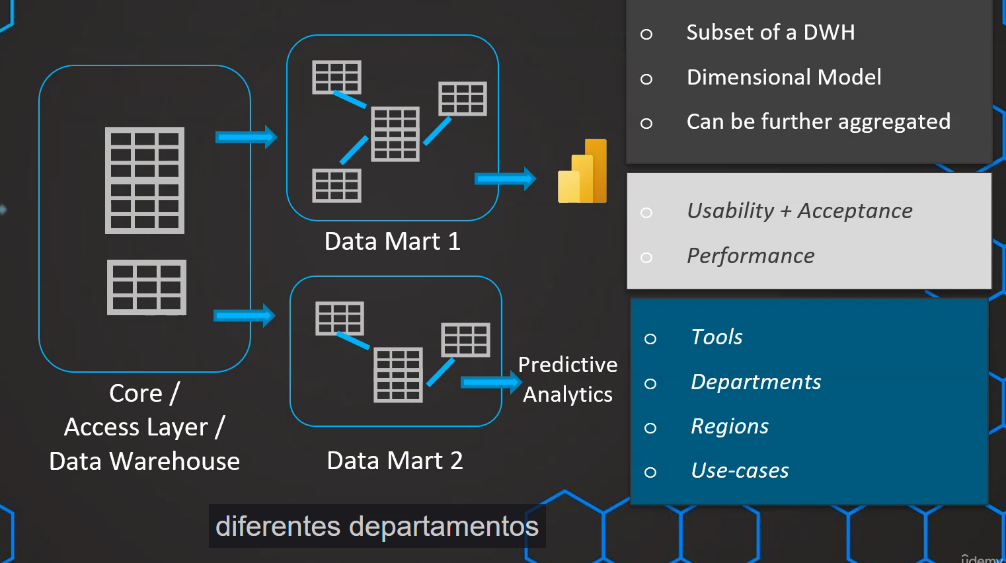 Core /
Access Layer /
Data Warehouse
Data Mart 1
Data Mart 2
Predictive
Analytics
Subset of a DWH
Dimensional Model
Can be further aggregated
Usability + Acceptance
Performance
Tools
Departments
Regions
Use-cases
diferentes departamentos
udemy